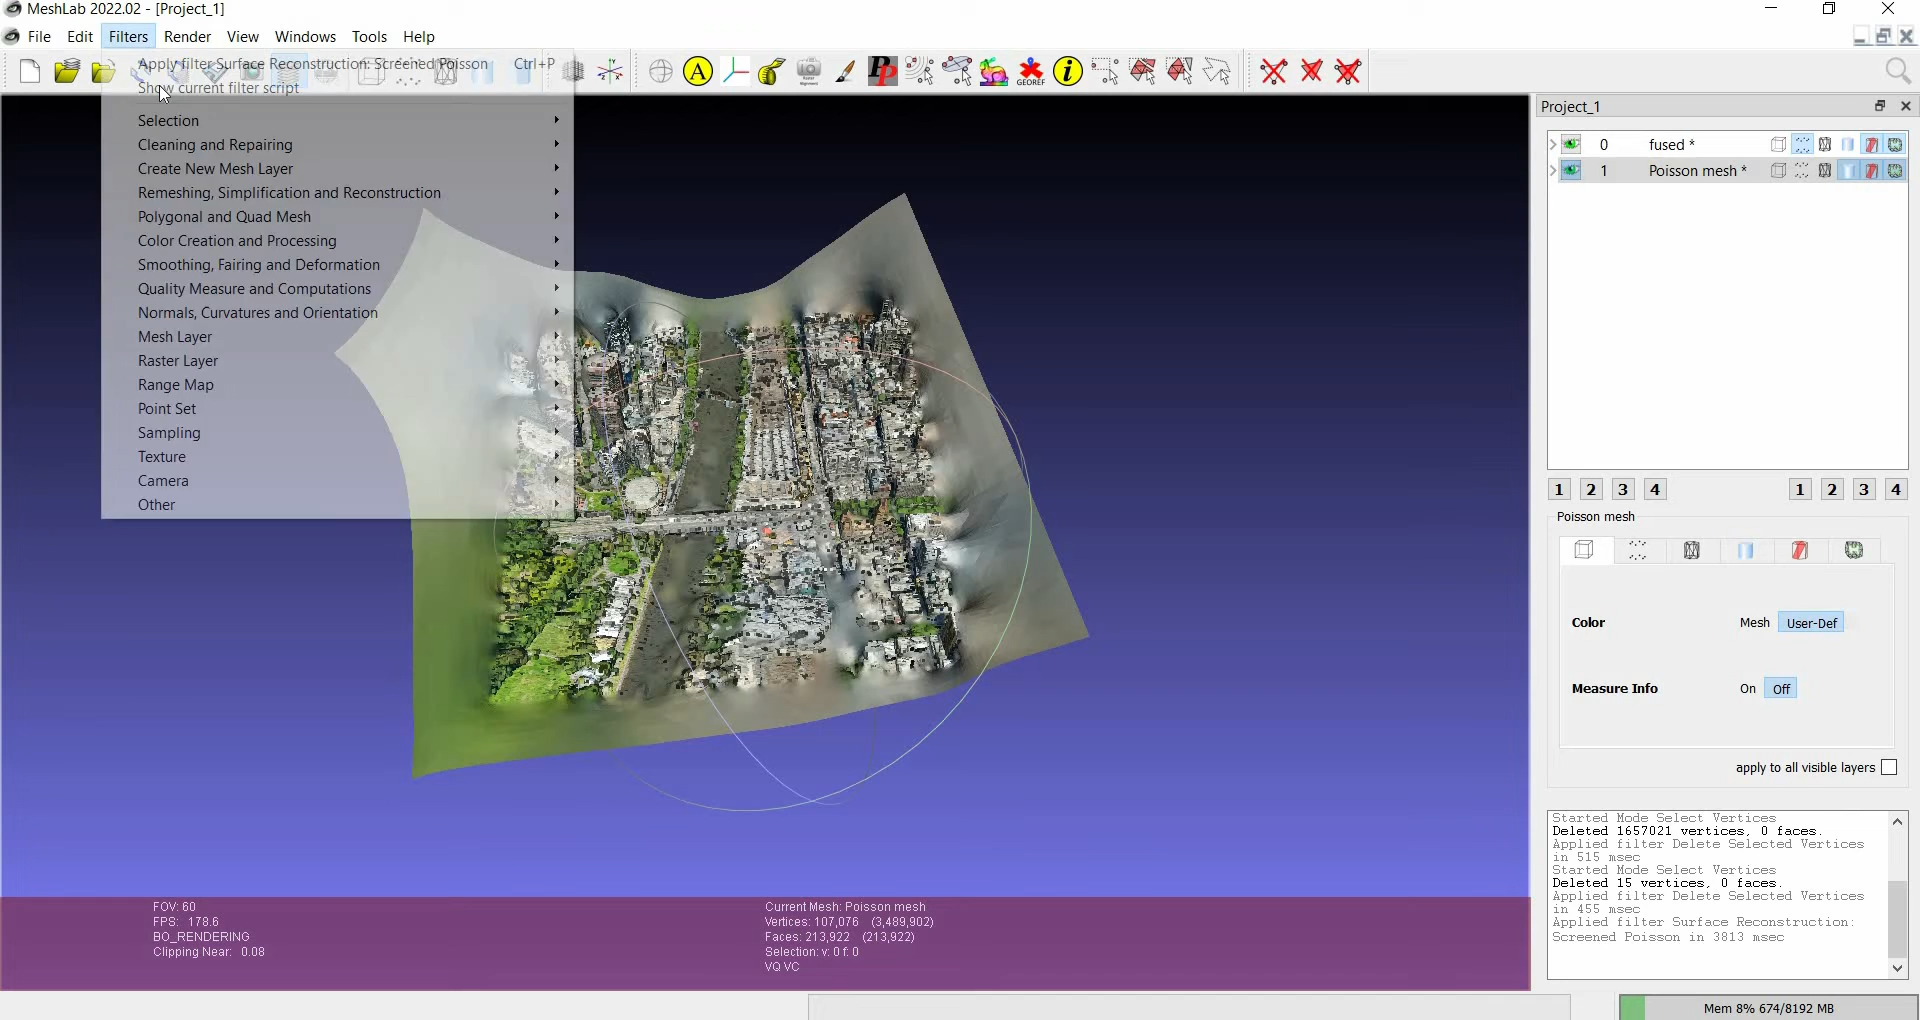 MeshLab 2022.02 - [Project_1]
File Edit Filters Render View Windows Tools Help
Apply filter Surface Reconstruction: Screened Poisson Ctrl+P
Show current filter script
A
PP
GEOREF
i
Selection
Cleaning and Repairing
Create New Mesh Layer
Remeshing, Simplification and Reconstruction
Polygonal and Quad Mesh
Color Creation and Processing
Smoothing, Fairing and Deformation
Quality Measure and Computations
Normals, Curvatures and Orientation
Mesh Layer
Raster Layer
Range Map
Point Set
Sampling
Texture
Camera
Other
FOV: 60
FPS: 178.6
BO_RENDERING
Clipping Near: 0.08
Current Mesh: Poisson mesh
Vertices: 107,076 (3,489,902)
Faces: 213,922 (213,922)
Selection: v: 0 f: 0
VQ VC
Project_1
0 fused *
1 Poisson mesh *
1 2 3 4 1 2 3 4
Poisson mesh
Color Mesh User-Def
Measure Info On Off
apply to all visible layers
Started Mode Select Vertices
Deleted 1657021 vertices, 0 faces.
Applied filter Delete Selected Vertices
in 515 msec
Started Mode Select Vertices
Deleted 15 vertices, 0 faces.
Applied filter Delete Selected Vertices
in 455 msec
Applied filter Surface Reconstruction:
Screened Poisson in 3813 msec
Mem 8% 674/8192 MB